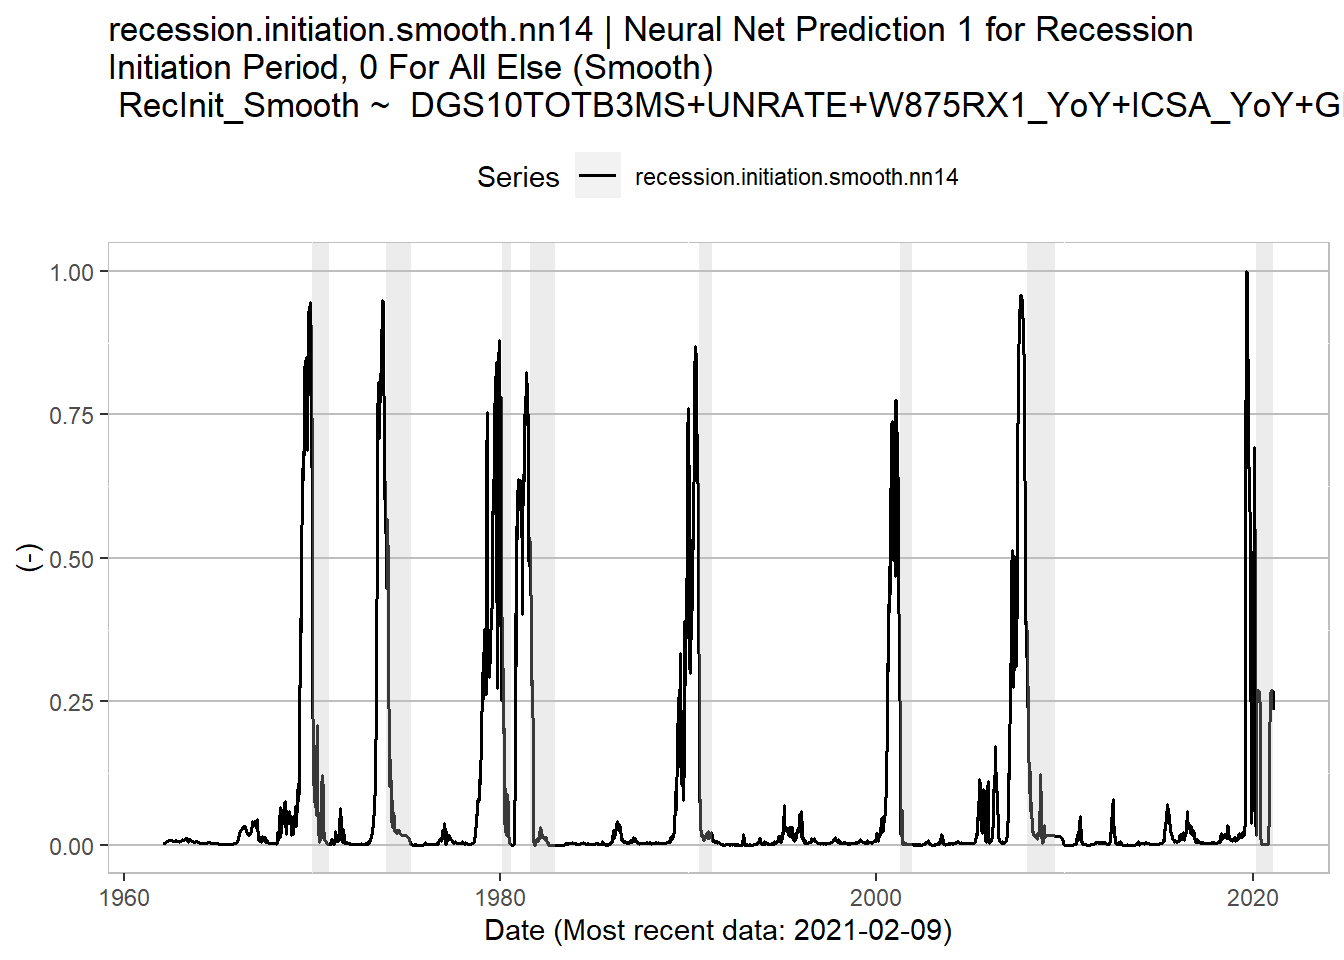 recession.initiation.smooth.nn14 | Neural Net Prediction 1 for Recession
Initiation Period, 0 For All Else (Smooth)
RecInit_Smooth ~  DGS10TOTB3MS+UNRATE+W875RX1_YoY+ICSA_YoY+G
Series
recession.initiation.smooth.nn14
1.00
0.75
0.50
0.25
0.00
(-)
1960
1980
2000
2020
Date (Most recent data: 2021-02-09)